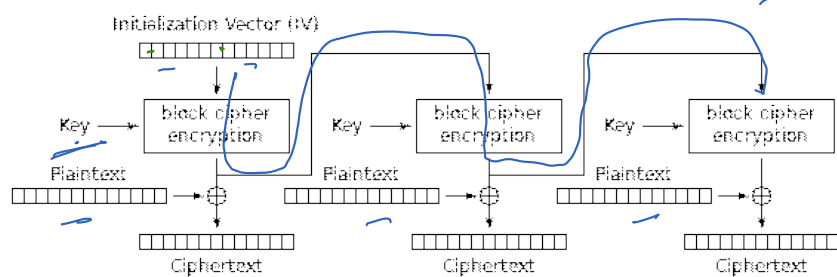 Initialization Vector (IV)
Key
block cipher
encryption
Key
block cipher
encryption
Key
block cipher
encryption
Plaintext
Plaintext
Plaintext
Ciphertext
Ciphertext
Ciphertext